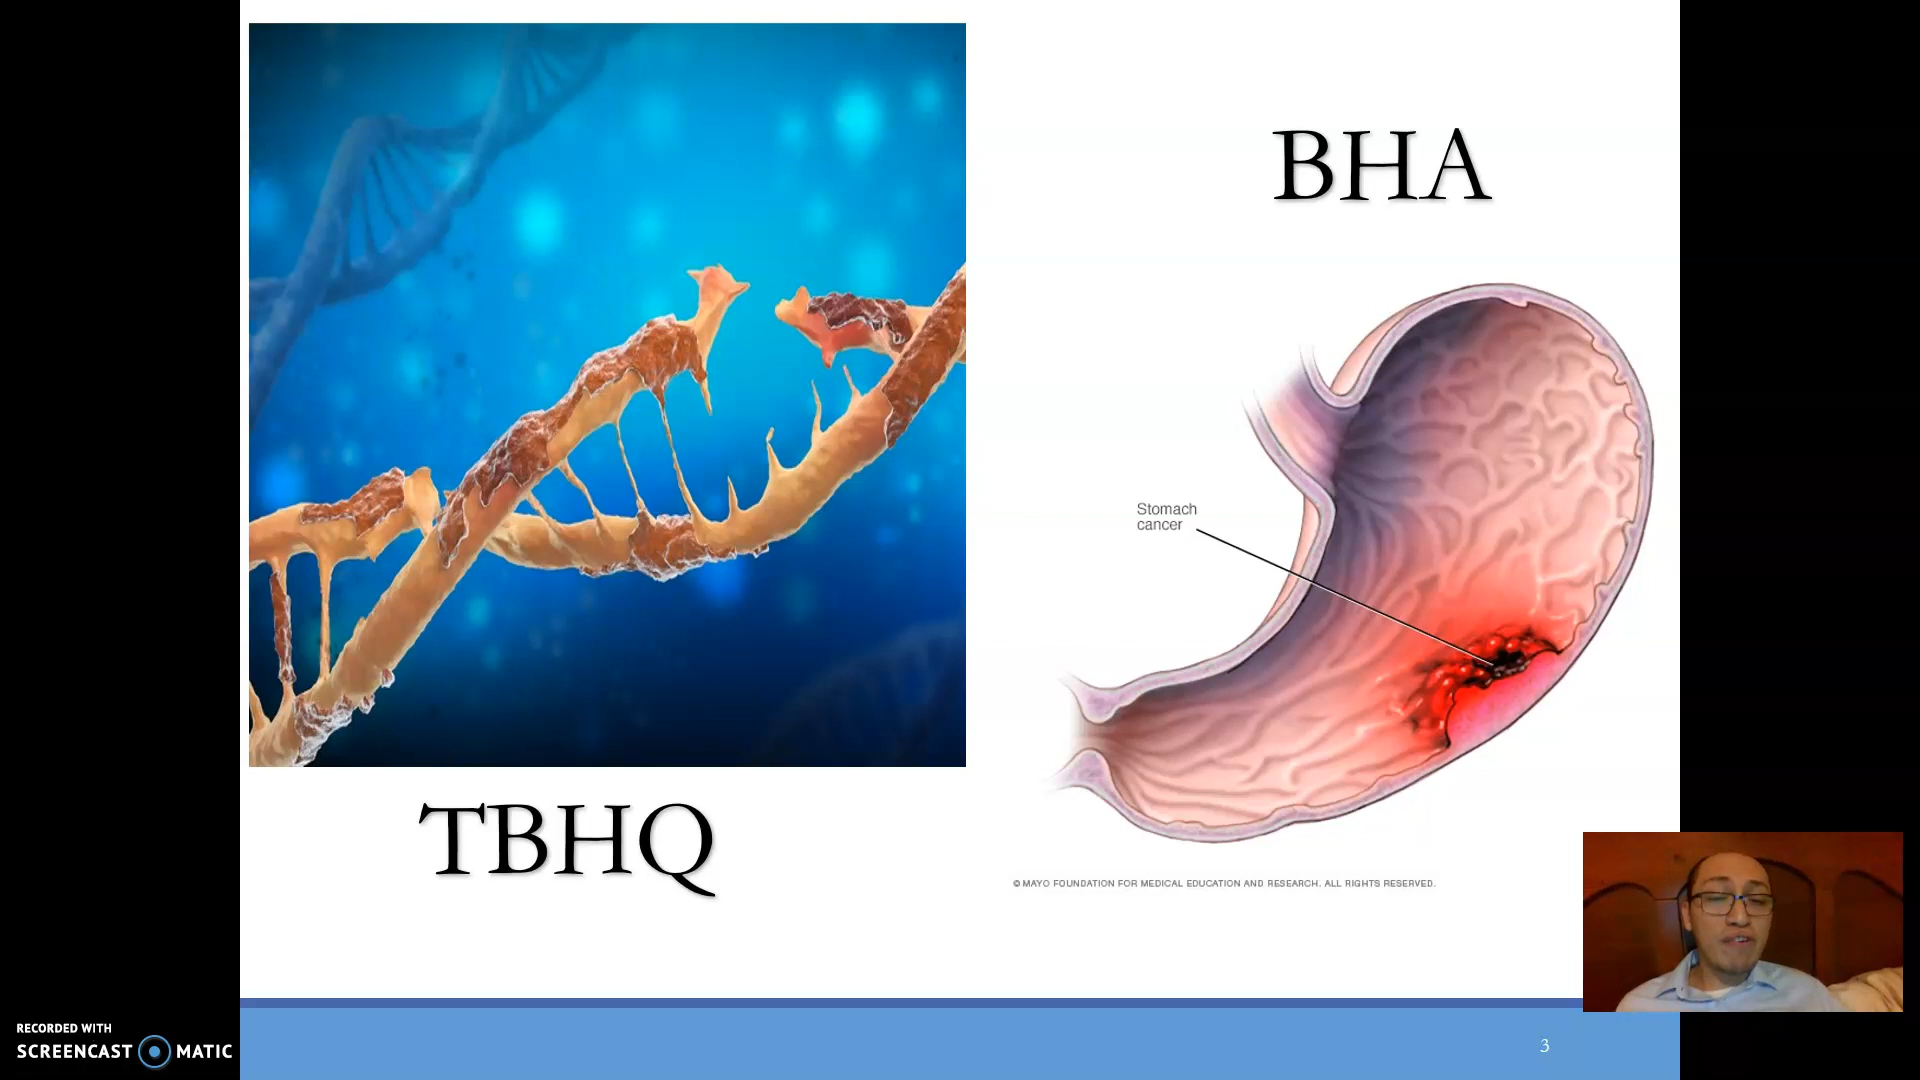 BHA
Stomach
cancer
TBHQ
© MAYO FOUNDATION FOR MEDICAL EDUCATION AND RESEARCH. ALL RIGHTS RESERVED.
RECORDED WITH
SCREENCAST MATIC
3